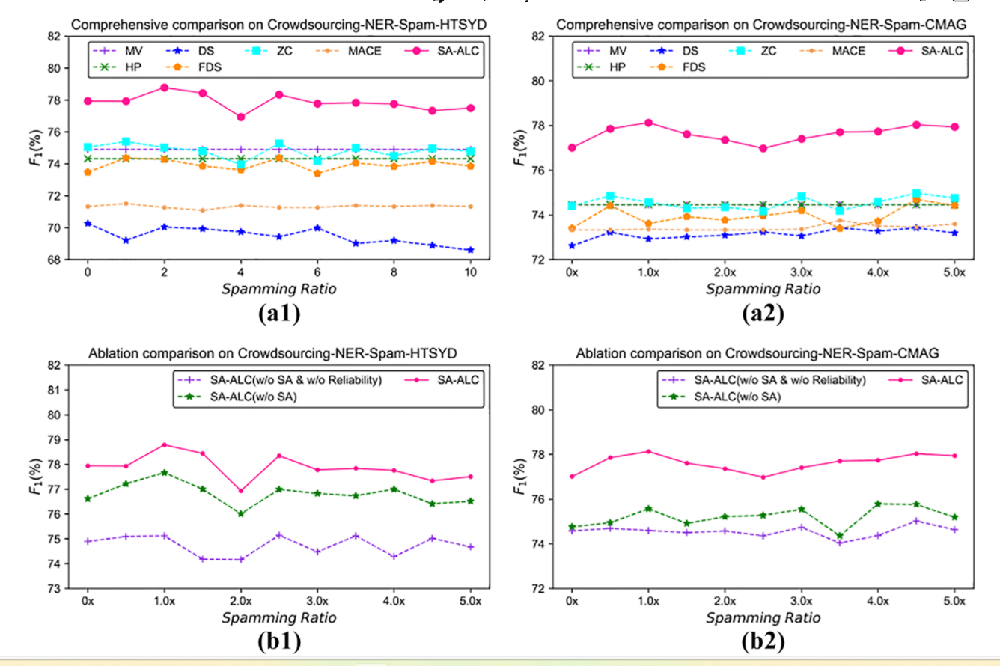 Comprehensive comparison on Crowdsourcing-NER-Spam-HTSYD
MV DS ZC MACE SA-ALC
HP FDS
82
80
78
76
74
72
70
68
F1(%)
0 2 4 6 8 10
Spamming Ratio
(a1)
Comprehensive comparison on Crowdsourcing-NER-Spam-CMAG
MV DS ZC MACE SA-ALC
HP FDS
82
80
78
76
74
72
F1(%)
0x 1.0x 2.0x 3.0x 4.0x 5.0x
Spamming Ratio
(a2)
Ablation comparison on Crowdsourcing-NER-Spam-HTSYD
SA-ALC(w/o SA & w/o Reliability) SA-ALC
SA-ALC(w/o SA)
82
81
80
79
78
77
76
75
74
73
F1(%)
0x 1.0x 2.0x 3.0x 4.0x 5.0x
Spamming Ratio
(b1)
Ablation comparison on Crowdsourcing-NER-Spam-CMAG
SA-ALC(w/o SA & w/o Reliability) SA-ALC
SA-ALC(w/o SA)
82
80
78
76
74
72
F1(%)
0x 1.0x 2.0x 3.0x 4.0x 5.0x
Spamming Ratio
(b2)